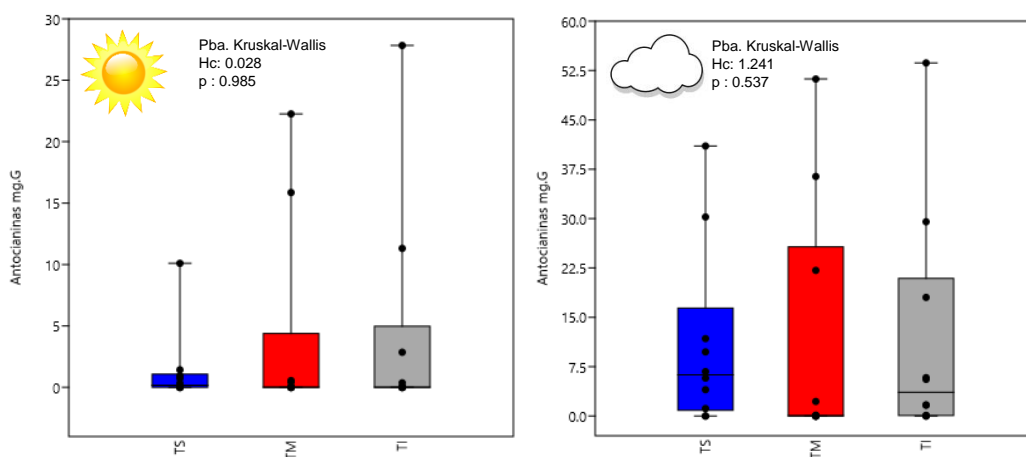 30
25
20
15
10
5
0
Antocianinas mg.G
Pba. Kruskal-Wallis
Hc: 0.028
p : 0.985
TS
TM
TI
60.0
52.5
45.0
37.5
30.0
22.5
15.0
7.5
0.0
Antocianinas mg.G
Pba. Kruskal-Wallis
Hc: 1.241
p : 0.537
TS
TM
TI